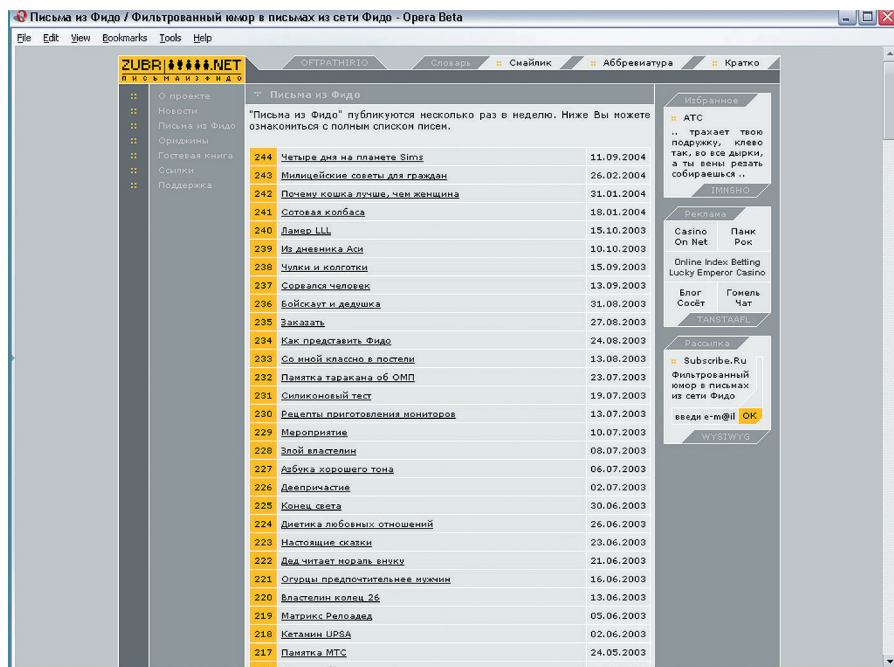 Письма из Фидо / Фильтрованный юмор в письмах из сети Фидо - Opera Beta
File Edit View Bookmarks Tools Help
ZUBR .NET
ПИСЬМАИЗФИДО
OFTPATHIRIO
Словарь :: Смайлик :: Аббревиатура :: Кратко
:: О проекте
:: Новости
:: Письма из Фидо
:: Ориджины
:: Гостевая книга
:: Ссылки
:: Поддержка
Письма из Фидо
"Письма из Фидо" публикуются несколько раз в неделю. Ниже Вы можете
ознакомиться с полным списком писем.
244 Четыре дня на планете Sims 11.09.2004
243 Милицейские советы для граждан 26.02.2004
242 Почему кошка лучше, чем женщина 31.01.2004
241 Сотовая колбаса 18.01.2004
240 Ламер LLL 15.10.2003
239 Из дневника Аси 10.10.2003
238 Чулки и колготки 15.09.2003
237 Сорвался человек 13.09.2003
236 Бойскаут и дедушка 31.08.2003
235 Заказать 27.08.2003
234 Как представить Фидо 24.08.2003
233 Со мной классно в постели 13.08.2003
232 Памятка таракана об ОМП 23.07.2003
231 Силиконовый тест 19.07.2003
230 Рецепты приготовления мониторов 13.07.2003
229 Мероприятие 10.07.2003
228 Злой властелин 08.07.2003
227 Азбука хорошего тона 06.07.2003
226 Деепричастие 02.07.2003
225 Конец света 30.06.2003
224 Диетика любовных отношений 26.06.2003
223 Настоящие сказки 23.06.2003
222 Дед читает мораль внуку 21.06.2003
221 Огурцы предпочтительнее мужчин 16.06.2003
220 Властелин колец 26 13.06.2003
219 Матрикс Релоадед 05.06.2003
218 Кетамин UPSA 02.06.2003
217 Памятка МТС 24.05.2003
Избранное
:: АТС
.. трахает твою
подружку, клево
так, во все дырки,
а ты вены резать
собираешься ..
IMNSHO
Реклама
Casino Панк
On Net Рок
Online Index Betting
Lucky Emperor Casino
Блог Гомель
Сосёт Чат
TANSTAAFL
Рассылка
:: Subscribe.Ru
Фильтрованный
юмор в письмах
из сети Фидо
введи e-m@il OK
WYSIWYG